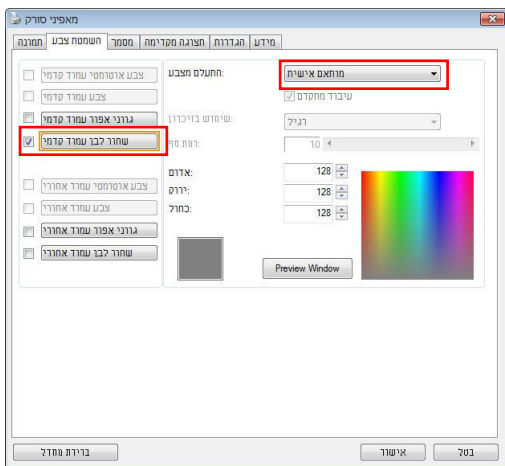 מאפיני סורק
תמונה השמטת צבע מסמך תצוגה מקדימה הגדרות מידע
צבע אוטומטי עמוד קדמי
צבע עמוד קדמי
גווני אפור עמוד קדמי
שחור לבן עמוד קדמי
צבע אוטומטי עמוד אחורי
צבע עמוד אחורי
גווני אפור עמוד אחורי
שחור לבן עמוד אחורי
התעלם מצבע:
מותאם אישית
עיבוד מתקדם
שימוש בזיכרון:
רגיל
רמת סף:
10
אדום:
128
ירוק:
128
כחול:
128
Preview Window
ברירת מחדל
אישור
בטל